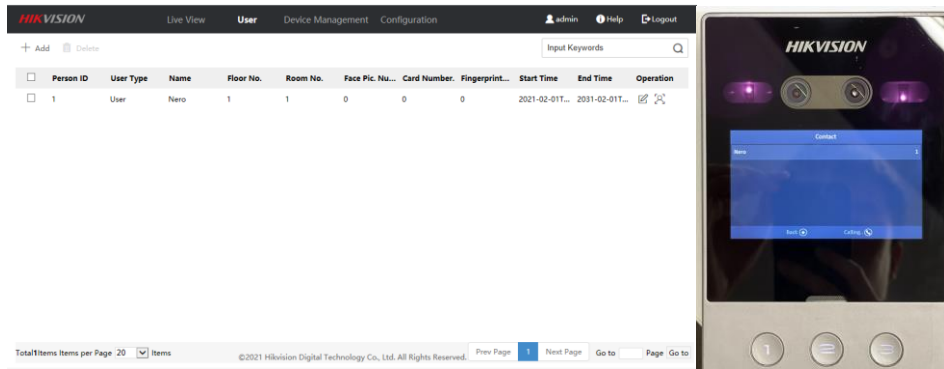 HIKVISION Live View User Device Management Configuration admin Help Logout
+ Add Delete Input Keywords
Person ID User Type Name Floor No. Room No. Face Pic. Nu... Card Number. Fingerprint... Start Time End Time Operation
1 User Nero 1 1 0 0 0 2021-02-01T... 2031-02-01T...
Total1Items Items per Page 20 Items ©2021 Hikvision Digital Technology Co., Ltd. All Rights Reserved. Prev Page 1 Next Page Go to Page Go to
HIKVISION
Contact
Nero 1
Back Calling..
1 2 3